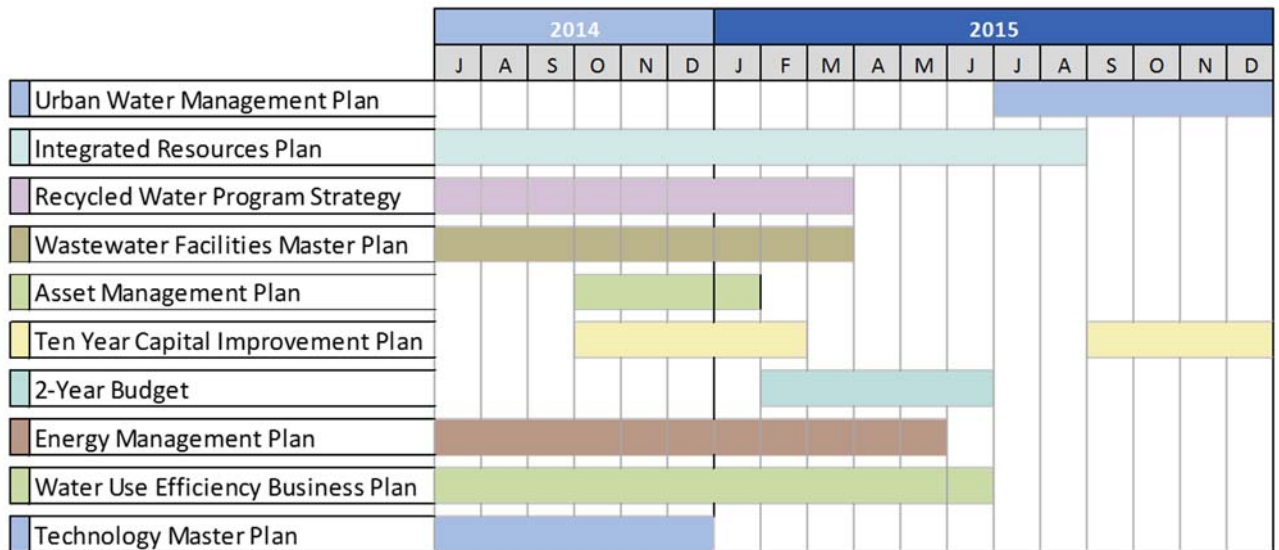 2014 2015
J A S O N D J F M A M J J A S O N D
Urban Water Management Plan
Integrated Resources Plan
Recycled Water Program Strategy
Wastewater Facilities Master Plan
Asset Management Plan
Ten Year Capital Improvement Plan
2-Year Budget
Energy Management Plan
Water Use Efficiency Business Plan
Technology Master Plan